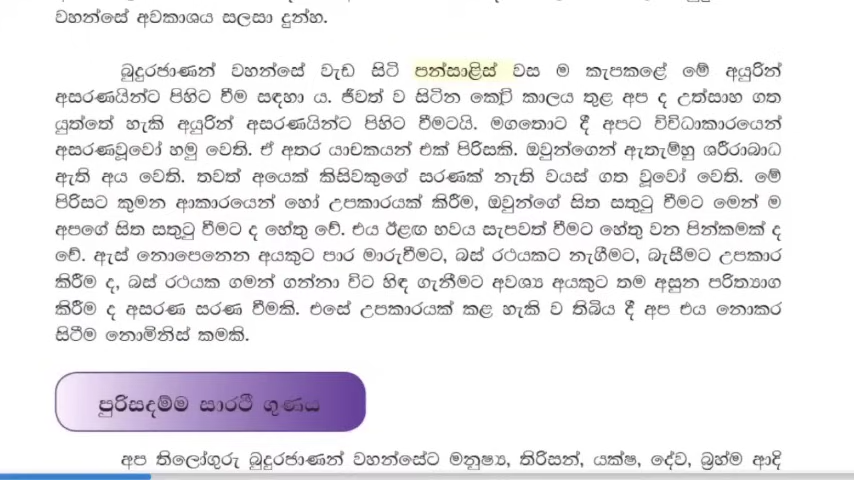 වහන්සේ අවකාශය සලසා දුන්හ.
බුදුරජාණන් වහන්සේ වැඩ සිටි පන්සාළිස් වස ම කැපකළේ මේ අයුරින්
අසරණයින්ට පිහිට වීම සඳහා ය. ජීවත් ව සිටින කෙටි කාලය තුළ අප ද උත්සාහ ගත
යුත්තේ හැකි අයුරින් අසරණයින්ට පිහිට වීමටයි. මගතොට දී අපට විවිධාකාරයෙන්
අසරණවූවෝ හමු වෙති. ඒ අතර යාචකයන් එක් පිරිසකි. ඔවුන්ගෙන් ඇතැම්හු ශරීරාබාධ
ඇති අය වෙති. තවත් අයෙක් කිසිවකුගේ සරණක් නැති වයස් ගත වූවෝ වෙති. මේ
පිරිසට කුමන ආකාරයෙන් හෝ උපකාරයක් කිරීම, ඔවුන්ගේ සිත සතුටු වීමට මෙන් ම
අපගේ සිත සතුටු වීමට ද හේතු වේ. එය ඊළඟ භවය සැපවත් වීමට හේතු වන පින්කමක් ද
වේ. ඇස් නොපෙනෙන අයකුට පාර මාරුවීමට, බස් රථයකට නැගීමට, බැසීමට උපකාර
කිරීම ද, බස් රථයක ගමන් ගන්නා විට හිඳ ගැනීමට අවශ්‍ය අයකුට තම අසුන පරිත්‍යාග
කිරීම ද අසරණ සරණ වීමකි. එසේ උපකාරයක් කළ හැකි ව තිබිය දී අප එය නොකර
සිටීම නොමිනිස් කමකි.
පුරිසදම්ම සාරථී ගුණය
අප තිලෝගුරු බුදුරජාණන් වහන්සේට මනුෂ්‍ය, තිරිසන්, යක්ෂ, දේව, බ්‍රහ්ම ආදි